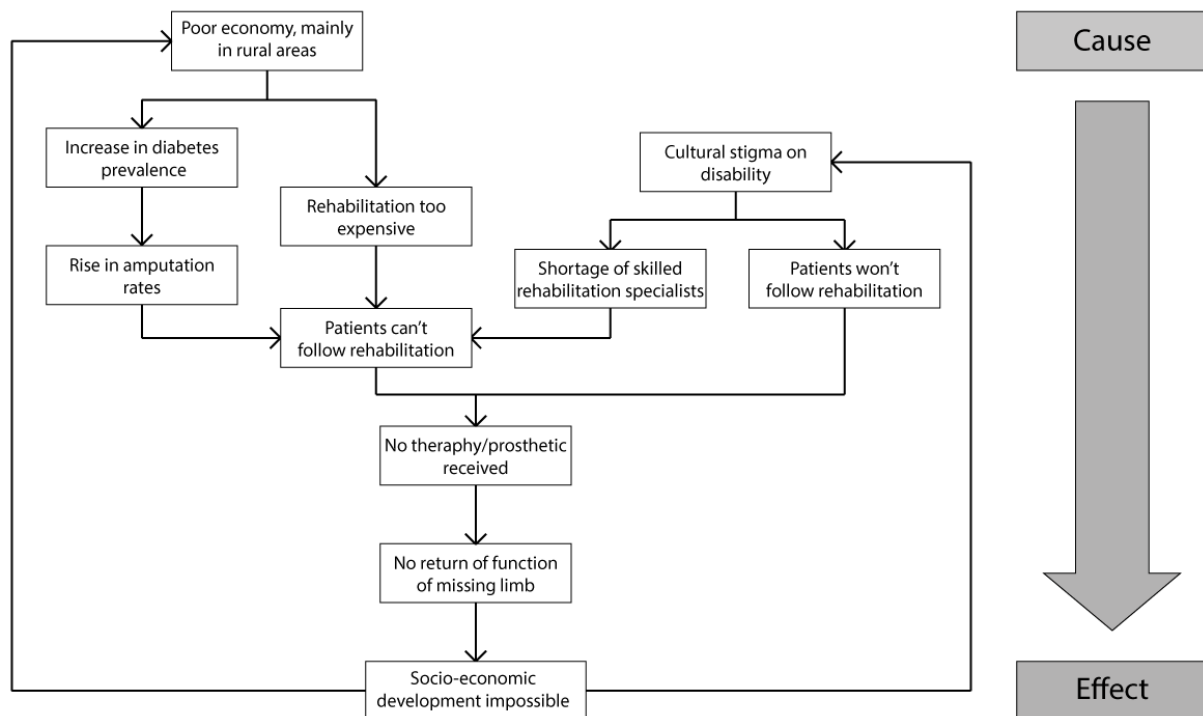 Poor economy, mainly
in rural areas
Cause
Increase in diabetes
prevalence
Cultural stigma on
disability
Rehabilitation too
expensive
Rise in amputation
rates
Shortage of skilled
rehabilitation specialists
Patients won't
follow rehabilitation
Patients can't
follow rehabilitation
No theraphy/prosthetic
received
No return of function
of missing limb
Socio-economic
development impossible
Effect